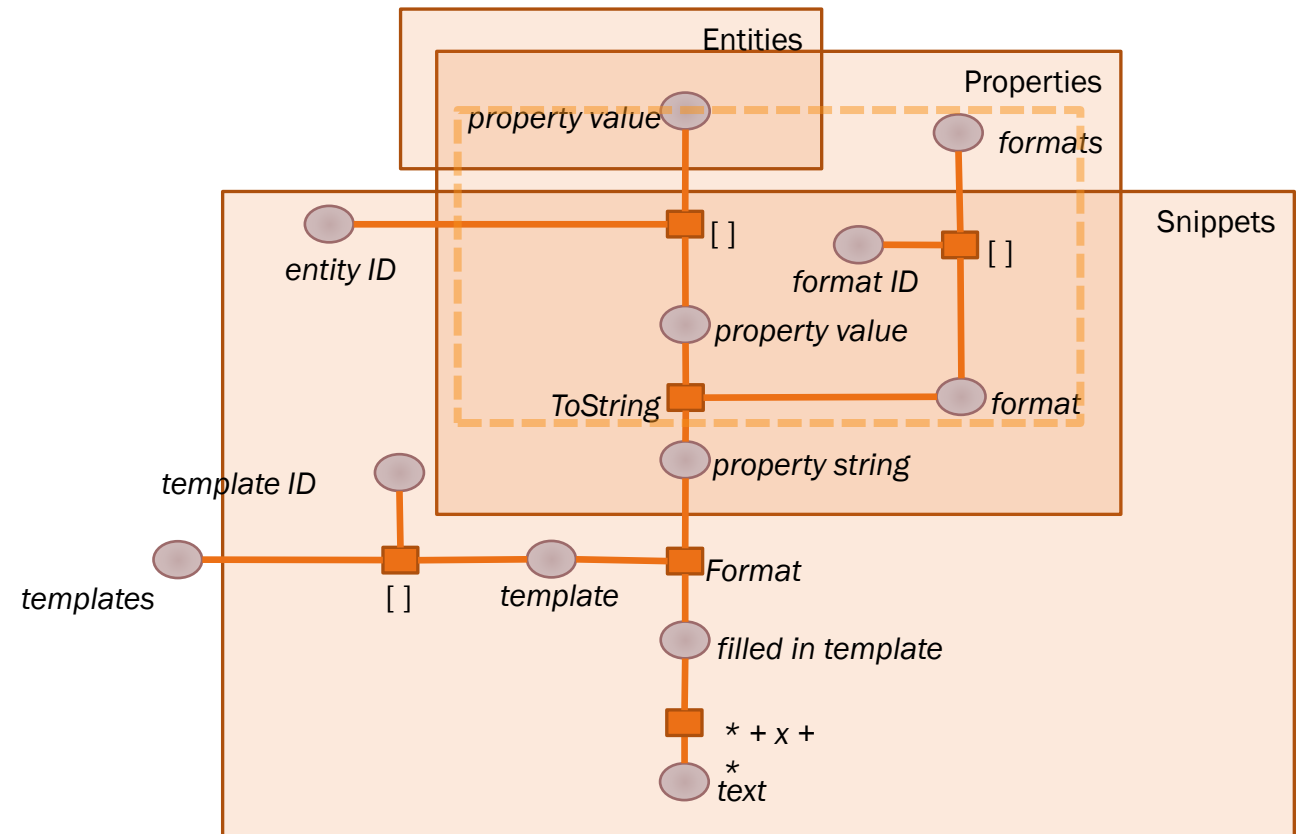 Entities
Properties
property value
formats
Snippets
[ ]
[ ]
entity ID
format ID
property value
ToString
format
property string
template ID
Format
templates
[ ]
template
filled in template
* + x +
*
text